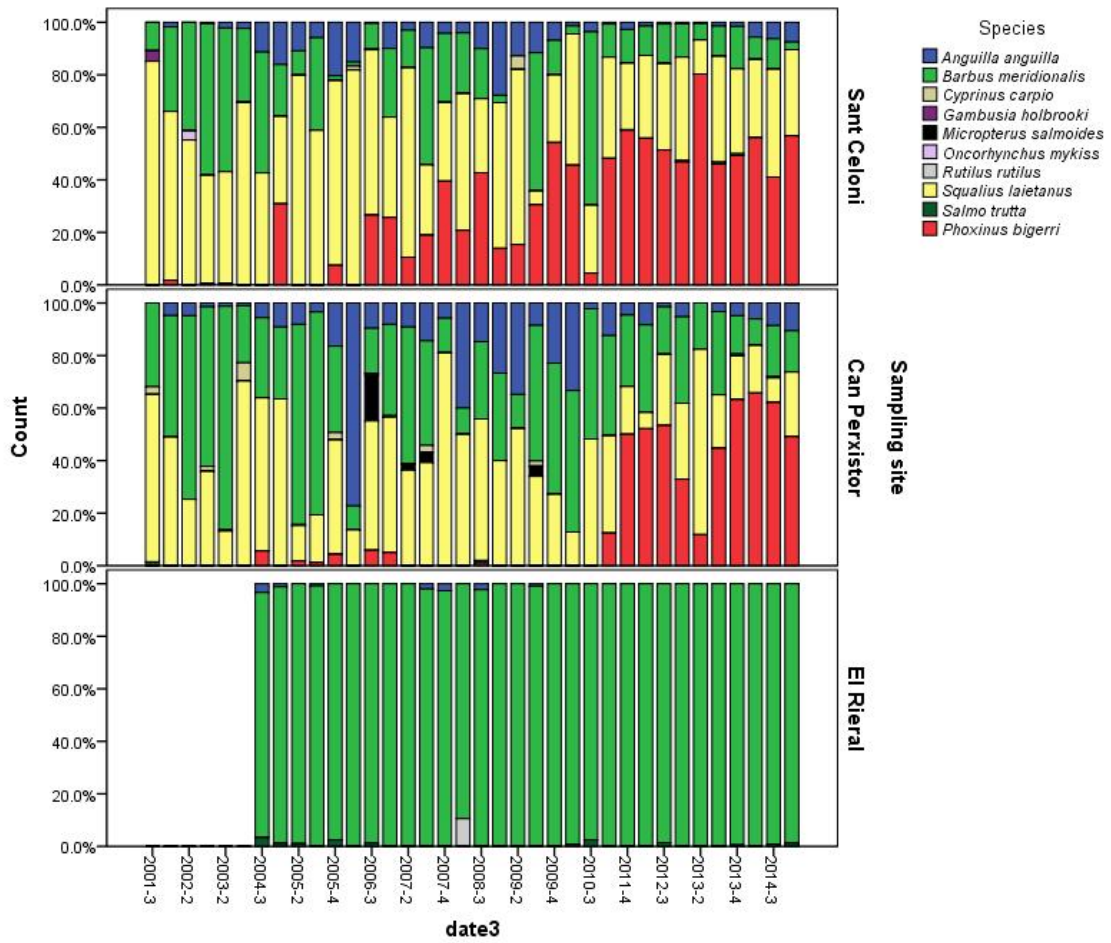 Species
Anguilla anguilla
Barbus meridionalis
Cyprinus carpio
Gambusia holbrooki
Micropterus salmoides
Oncorhynchus mykiss
Rutilus rutilus
Squalius laietanus
Salmo trutta
Phoxinus bigerri
100.0%
80.0%
60.0%
40.0%
20.0%
0.0%
Sant Celoni
100.0%
80.0%
60.0%
40.0%
20.0%
0.0%
Can Perxistor
100.0%
80.0%
60.0%
40.0%
20.0%
0.0%
El Rieral
Count
Sampling site
2001-3
2002-2
2003-2
2004-3
2005-2
2005-4
2006-3
2007-2
2007-4
2008-3
2009-2
2009-4
2010-3
2011-4
2012-3
2013-2
2013-4
2014-3
date3